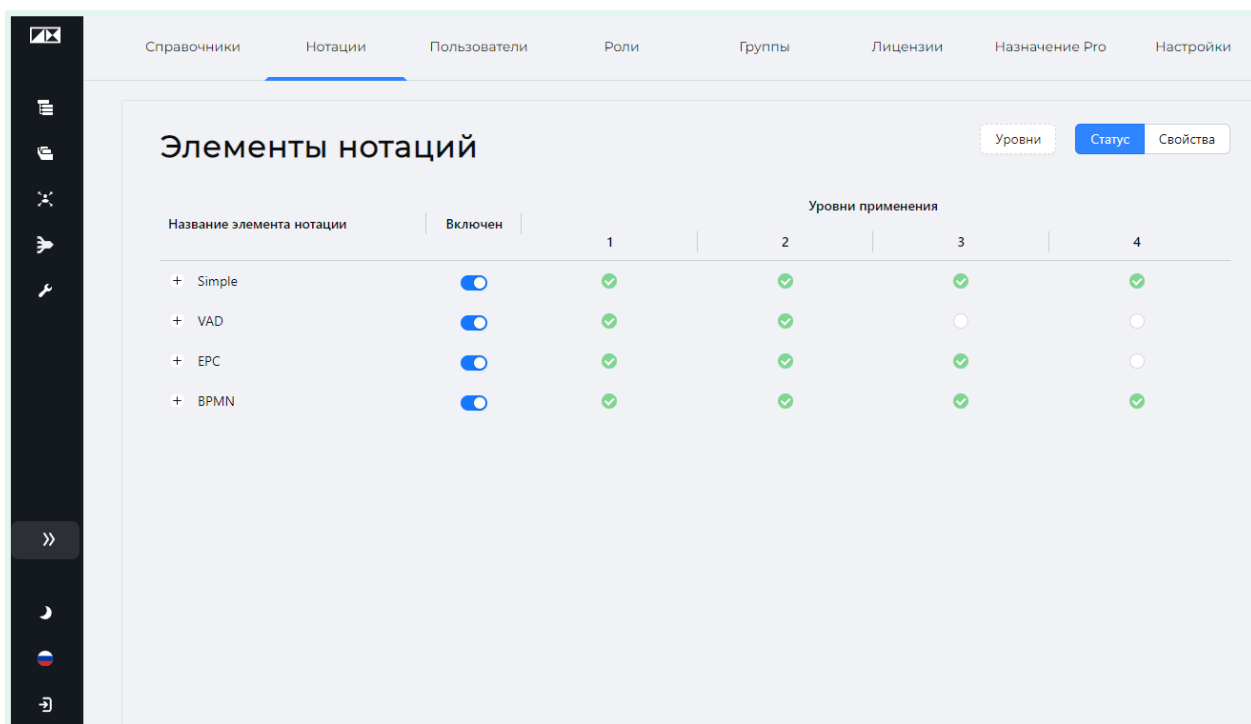 Справочники Нотации Пользователи Роли Группы Лицензии Назначение Pro Настройки
Элементы нотаций
Уровни Статус Свойства
Название элемента нотации Включен Уровни применения
1 2 3 4
+ Simple
+ VAD
+ EPC
+ BPMN